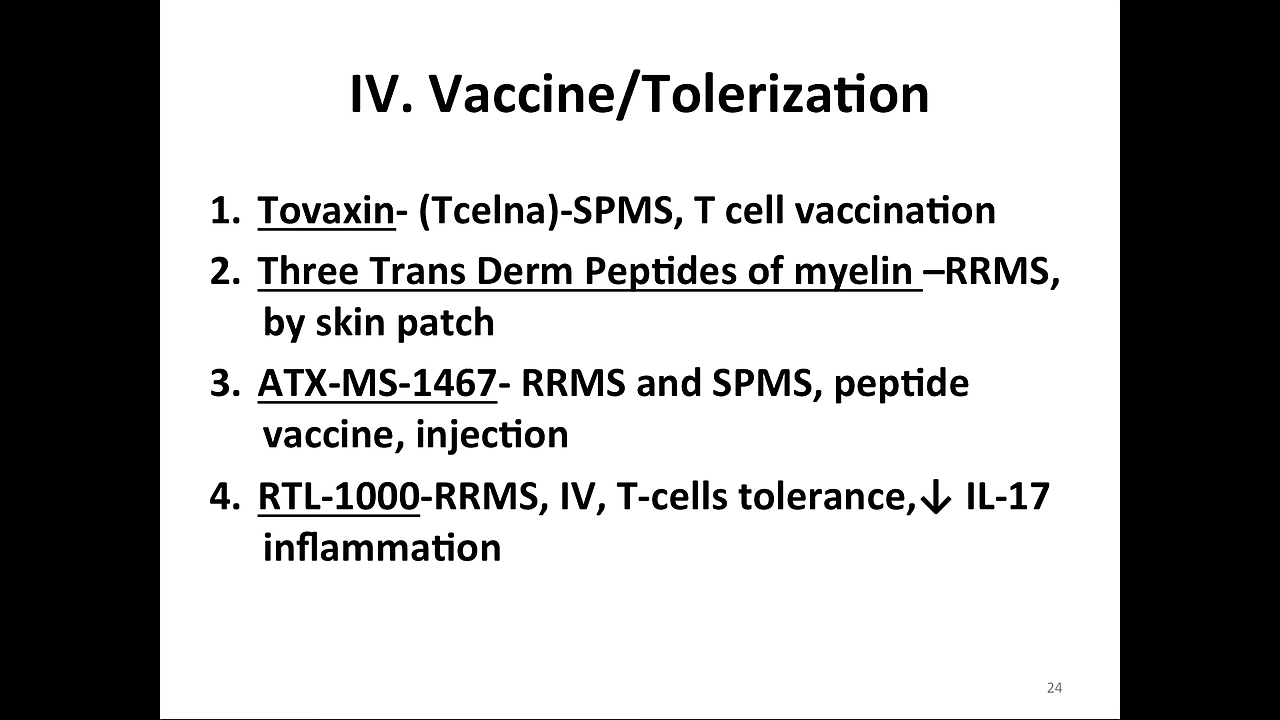 IV. Vaccine/Tolerization
1. Tovaxin- (Tcelna)-SPMS, T cell vaccination
2. Three Trans Derm Peptides of myelin –RRMS,
by skin patch
3. ATX-MS-1467- RRMS and SPMS, peptide
vaccine, injection
4. RTL-1000-RRMS, IV, T-cells tolerance,↓ IL-17
inflammation
24